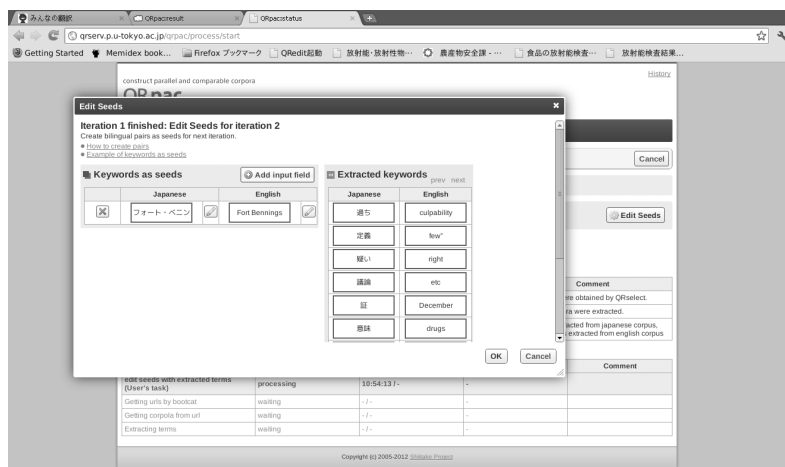 みんなの翻訳
QRpac:result
QRpac:status
qrserv.p.u-tokyo.ac.jp/qrpac/process/start
Getting Started
Memidex book...
Firefox ブックマーク
QRedit起動
放射能・放射性物…
農産物安全課 - …
食品の放射能検査…
放射能検査結果...
History
construct parallel and comparable corpora
QRpac
Edit Seeds
Iteration 1 finished: Edit Seeds for iteration 2
Create bilingual pairs as seeds for next iteration.
How to create pairs
Example of keywords as seeds
Cancel
Keywords as seeds
Add input field
Japanese English
フォート・ベニン Fort Bennings
Extracted keywords
prev next
Japanese English
過ち culpability
定義 few"
疑い right
議論 etc
証 December
意味 drugs
Edit Seeds
Comment
ere obtained by QRselect.
ra were extracted.
acted from japanese corpus,
s extracted from english corpus
OK Cancel
Comment
edit seeds with extracted terms
(User's task) processing 10:54:13 / - -
Getting urls by bootcat waiting - / - -
Getting corpola from url waiting - / - -
Extracting terms waiting - / - -
Copyright (c) 2005-2012 Shiitake Project